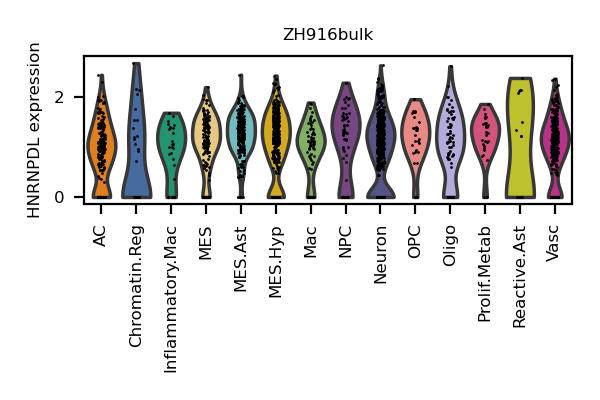 ZH916bulk
HNRNPDL expression
2
0
AC
Chromatin.Reg
Inflammatory.Mac
MES
MES.Ast
MES.Hyp
Mac
NPC
Neuron
OPC
Oligo
Prolif.Metab
Reactive.Ast
Vasc